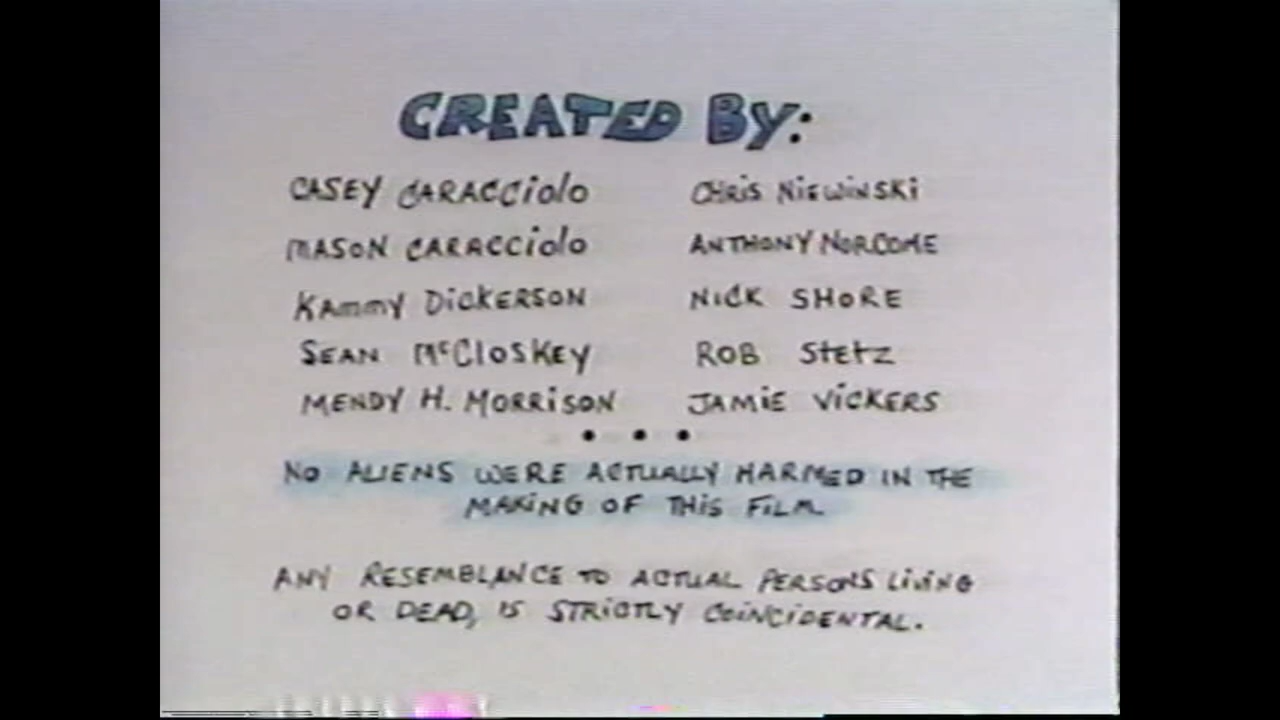 CREATED BY:
CASEY CARACCiolo
CHRiS NiEWiNSKi
MASON CARACCiolo
ANTHONY NORCOME
KAmmY DiCKERSON
NiCK SHORE
SEAN McCloSKEY
ROB Stetz
MENDY H. MORRiSON
JAMiE ViCKERS
• • •
NO ALIENS WERE ACTUALLY HARMED IN THE
MAKiNG OF THiS FiLM
ANY RESEMBLANCE TO ACTUAL PERSONS LiViNG
OR DEAD, IS STRICTLY COiNCiDENTAL.